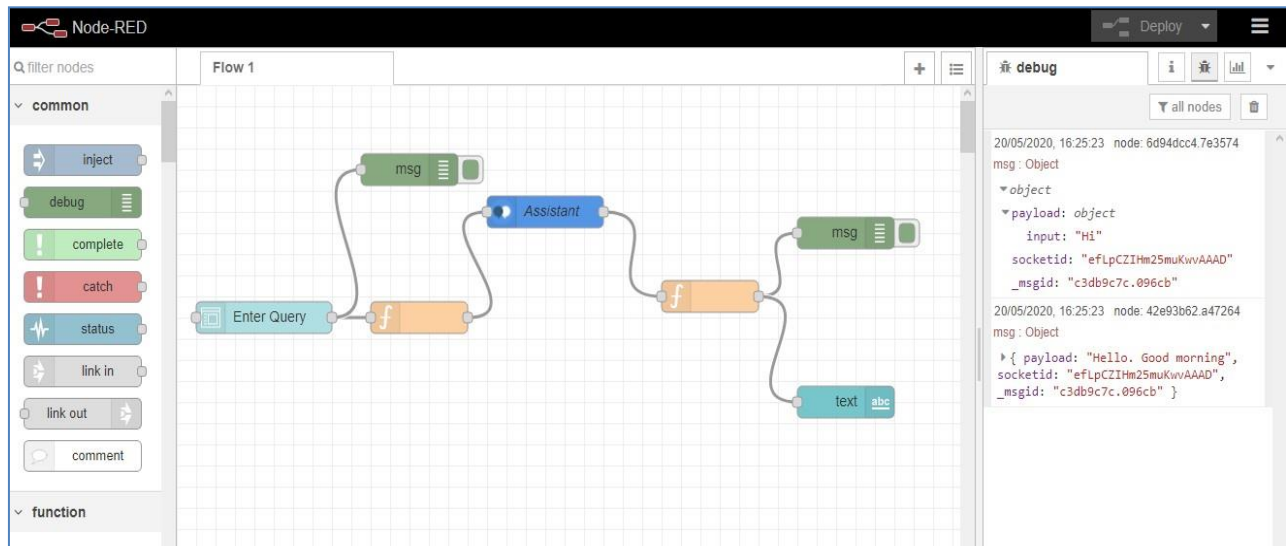 Node-RED
Deploy
filter nodes
common
inject
debug
complete
catch
status
link in
link out
comment
function
Flow 1
msg
Assistant
msg
Enter Query
f
f
text abc
debug
i
all nodes
20/05/2020, 16:25:23 node: 6d94dcc4.7e3574
msg : Object
object
payload: object
input: "Hi"
socketid: "efLpCZIHm25muKwvAAAD"
_msgid: "c3db9c7c.096cb"
20/05/2020, 16:25:23 node: 42e93b62.a47264
msg : Object
{ payload: "Hello. Good morning",
socketid: "efLpCZIHm25muKwvAAAD",
_msgid: "c3db9c7c.096cb" }